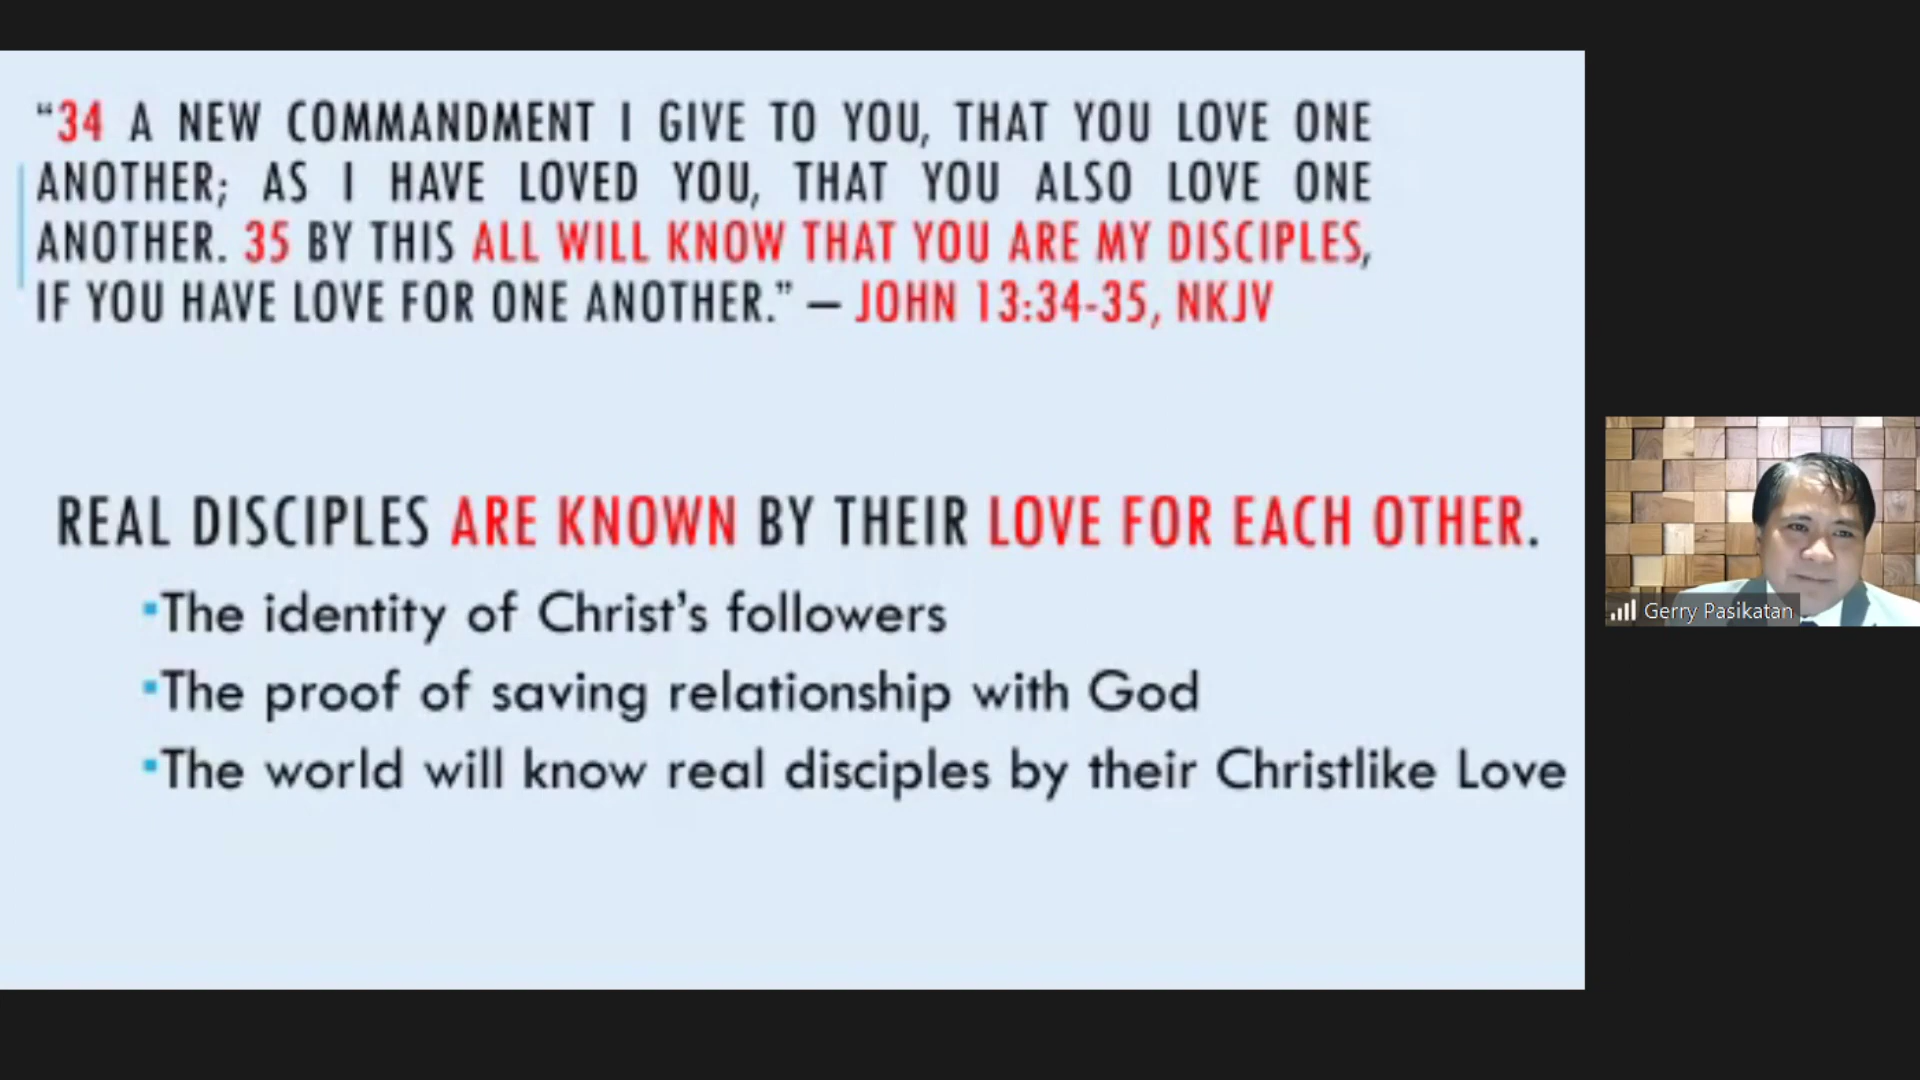 “34 A NEW COMMANDMENT I GIVE TO YOU, THAT YOU LOVE ONE
ANOTHER; AS I HAVE LOVED YOU, THAT YOU ALSO LOVE ONE
ANOTHER. 35 BY THIS ALL WILL KNOW THAT YOU ARE MY DISCIPLES,
IF YOU HAVE LOVE FOR ONE ANOTHER.” – JOHN 13:34-35, NKJV
REAL DISCIPLES ARE KNOWN BY THEIR LOVE FOR EACH OTHER.
▪The identity of Christ’s followers
▪The proof of saving relationship with God
▪The world will know real disciples by their Christlike Love
Gerry Pasikatan